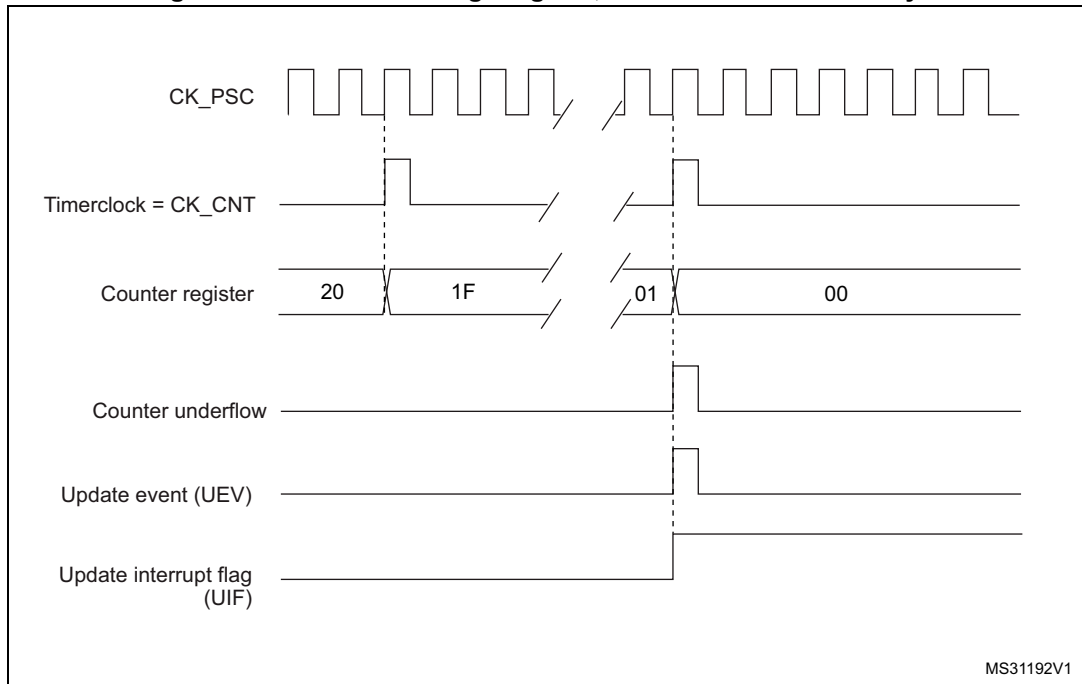 CK_PSC
Timerclock = CK_CNT
Counter register
20
1F
01
00
Counter underflow
Update event (UEV)
Update interrupt flag
(UIF)
MS31192V1